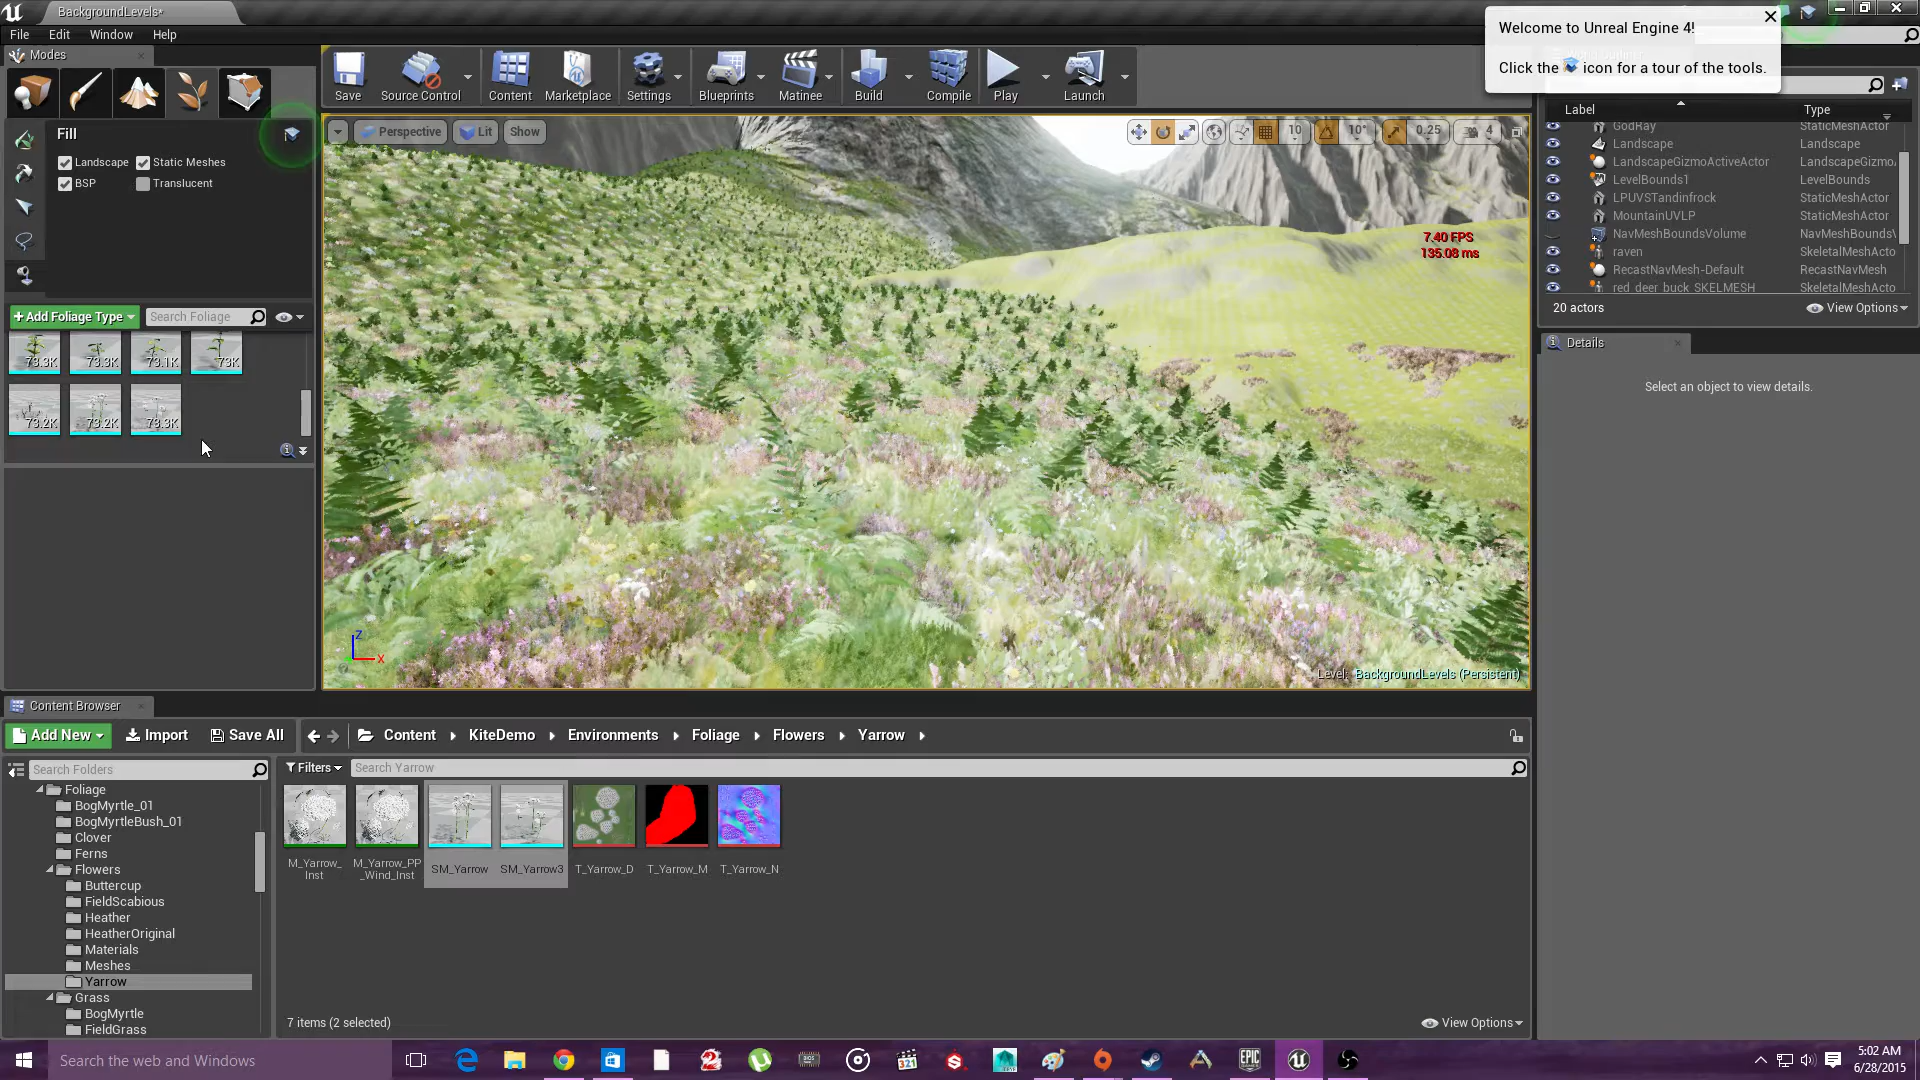 BackgroundLevels*
File Edit Window Help
Modes
Save Source Control Content Marketplace Settings Blueprints Matinee Build Compile Play Launch
Welcome to Unreal Engine 4!
Click the icon for a tour of the tools.
Fill
Landscape Static Meshes
BSP Translucent
Add Foliage Type Search Foliage
73.3K 73.3K 73.1K 73K
73.2K 73.2K 73.3K
Perspective Lit Show 10 10° 0.25 4
7.40 FPS
135.08 ms
Z
X
Level: BackgroundLevels (Persistent)
Label Type
GodRay StaticMeshActor
Landscape Landscape
LandscapeGizmoActiveActor LandscapeGizmo
LevelBounds1 LevelBounds
LPUVSTandinfrock StaticMeshActor
MountainUVLP StaticMeshActor
NavMeshBoundsVolume NavMeshBounds
raven SkeletalMeshActo
RecastNavMesh-Default RecastNavMesh
red_deer_buck_SKELMESH SkeletalMeshActo
20 actors View Options
Details
Select an object to view details.
Content Browser
Add New Import Save All Content KiteDemo Environments Foliage Flowers Yarrow
Search Folders Filters Search Yarrow
Foliage
BogMyrtle_01
BogMyrtleBush_01
Clover
Ferns
Flowers
Buttercup
FieldScabious
Heather
HeatherOriginal
Materials
Meshes
Yarrow
Grass
BogMyrtle
FieldGrass
M_Yarrow_
Inst
M_Yarrow_PP
_Wind_Inst
SM_Yarrow
SM_Yarrow3
T_Yarrow_D
T_Yarrow_M
T_Yarrow_N
7 items (2 selected) View Options
Search the web and Windows
321
EPIC
GAMES
5:02 AM
6/28/2015